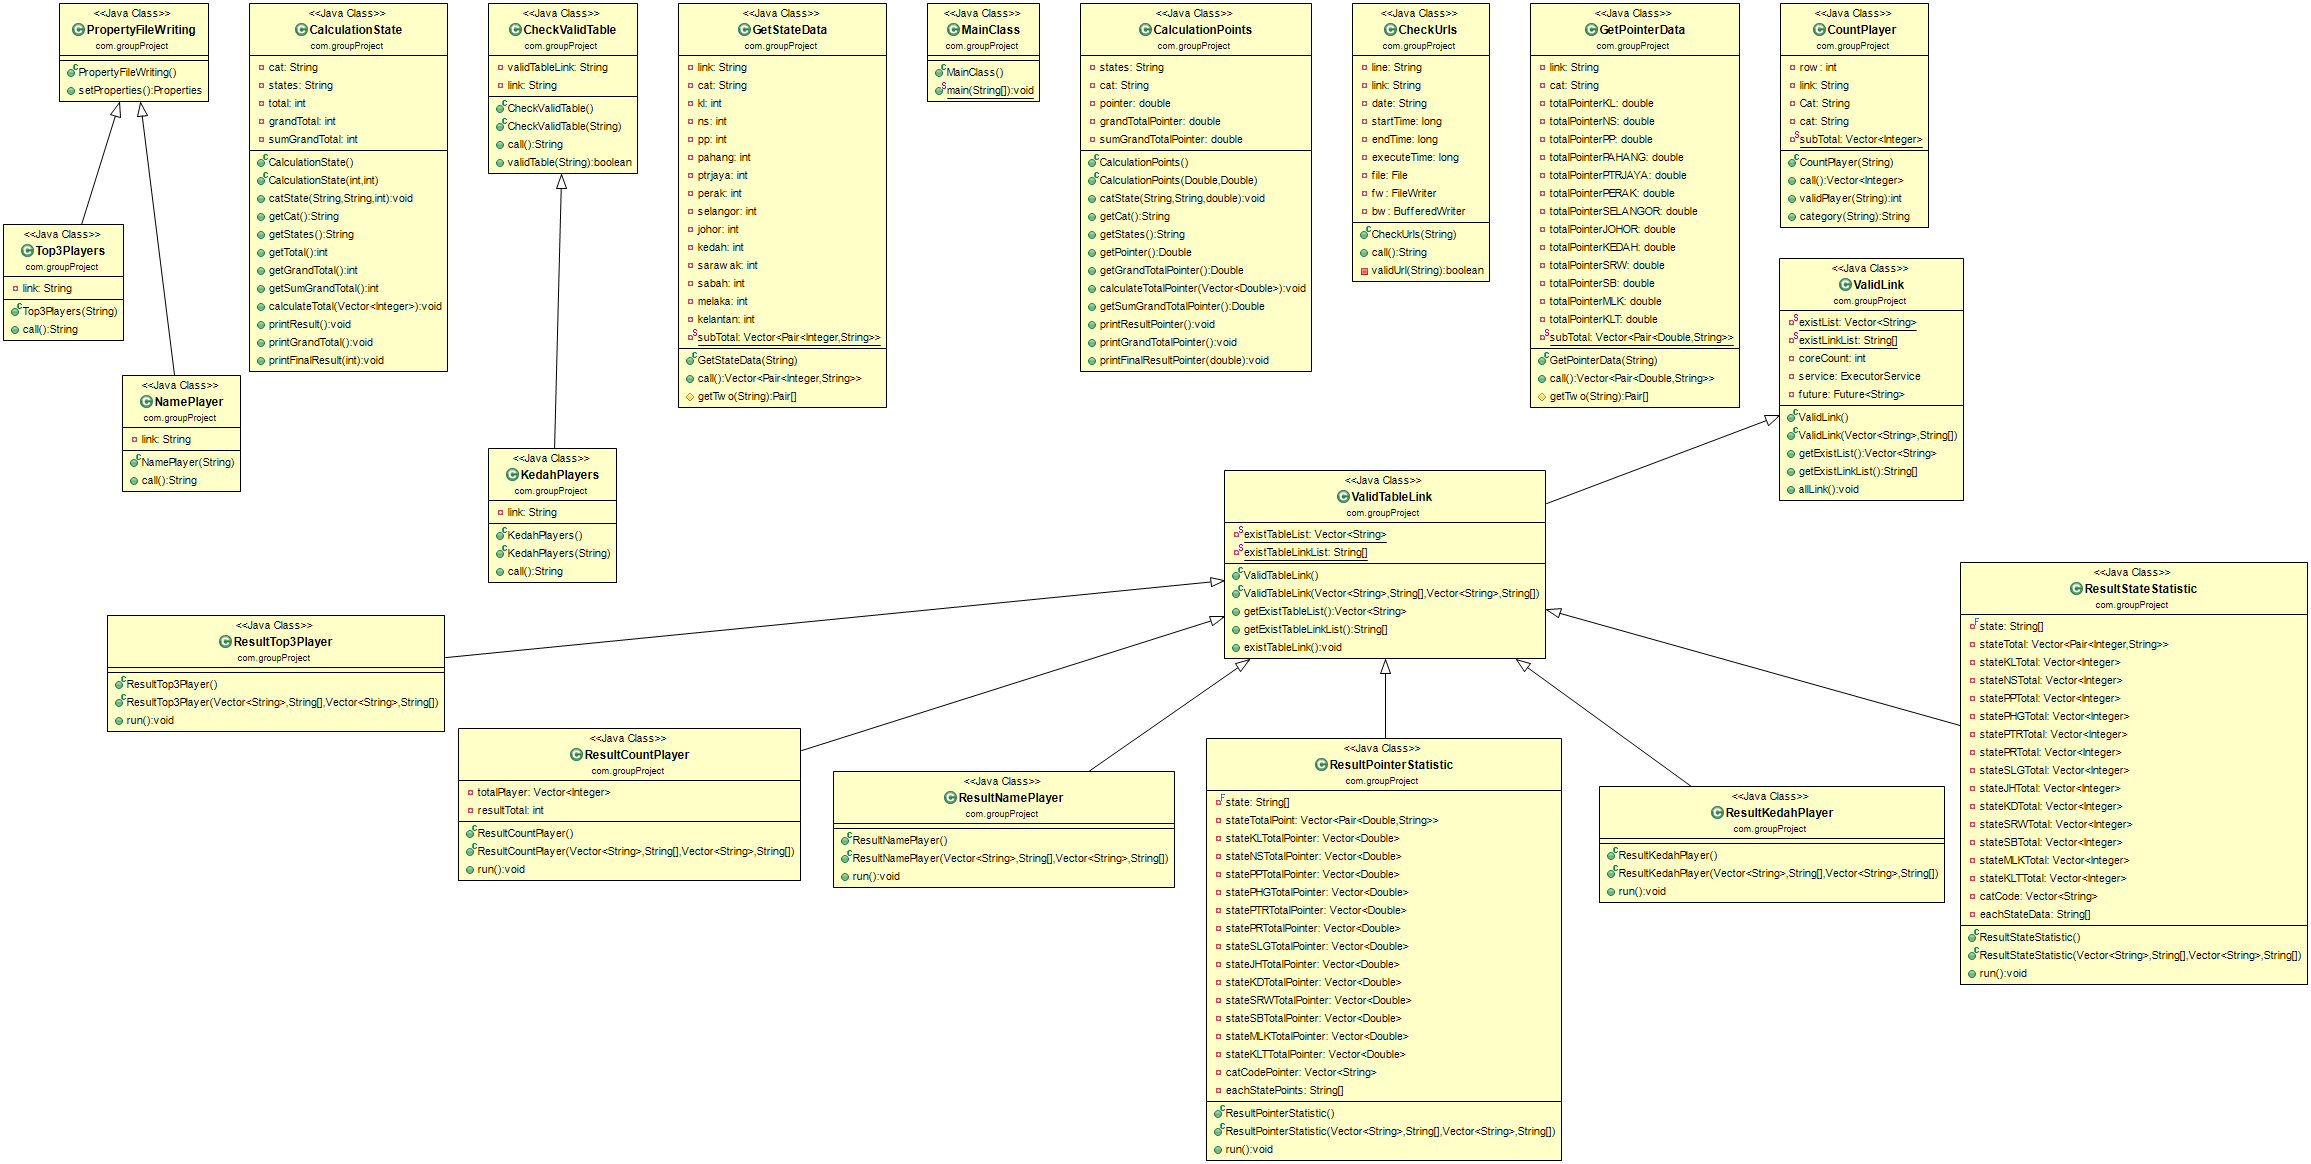 <<Java Class>>
PropertyFileWriting
com.groupProject
PropertyFileWriting()
setProperties():Properties
<<Java Class>>
CalculationState
com.groupProject
cat: String
states: String
total: int
grandTotal: int
sumGrandTotal: int
CalculationState()
CalculationState(int,int)
catState(String,String,int):void
getCat():String
getStates():String
getTotal():int
getGrandTotal():int
getSumGrandTotal():int
calculateTotal(Vector<Integer>):void
printResult():void
printGrandTotal():void
printFinalResult(int):void
<<Java Class>>
CheckValidTable
com.groupProject
validTableLink: String
link: String
CheckValidTable()
CheckValidTable(String)
call():String
validTable(String):boolean
<<Java Class>>
GetStateData
com.groupProject
link: String
cat: String
kl: int
ns: int
pp: int
pahang: int
ptrjaya: int
perak: int
selangor: int
johor: int
kedah: int
sarawak: int
sabah: int
melaka: int
kelantan: int
subTotal: Vector<Pair<Integer,String>>
GetStateData(String)
call():Vector<Pair<Integer,String>>
getTwo(String):Pair[]
<<Java Class>>
MainClass
com.groupProject
MainClass()
main(String[]):void
<<Java Class>>
CalculationPoints
com.groupProject
states: String
cat: String
pointer: double
grandTotalPointer: double
sumGrandTotalPointer: double
CalculationPoints()
CalculationPoints(Double,Double)
catState(String,String,double):void
getCat():String
getStates():String
getPointer():Double
getGrandTotalPointer():Double
calculateTotalPointer(Vector<Double>):void
getSumGrandTotalPointer():Double
printResultPointer():void
printGrandTotalPointer():void
printFinalResultPointer(double):void
<<Java Class>>
CheckUrls
com.groupProject
line: String
link: String
date: String
startTime: long
endTime: long
executeTime: long
file: File
fw: FileWriter
bw: BufferedWriter
CheckUrls(String)
call():String
validUrl(String):boolean
<<Java Class>>
GetPointerData
com.groupProject
link: String
cat: String
totalPointerKL: double
totalPointerNS: double
totalPointerPP: double
totalPointerPAHANG: double
totalPointerPTRJAYA: double
totalPointerPERAK: double
totalPointerSELANGOR: double
totalPointerJOHOR: double
totalPointerKEDAH: double
totalPointerSRW: double
totalPointerSB: double
totalPointerMLK: double
totalPointerKLT: double
subTotal: Vector<Pair<Double,String>>
GetPointerData(String)
call():Vector<Pair<Double,String>>
getTwo(String):Pair[]
<<Java Class>>
CountPlayer
com.groupProject
row: int
link: String
Cat: String
cat: String
subTotal: Vector<Integer>
CountPlayer(String)
call():Vector<Integer>
validPlayer(String):int
category(String):String
<<Java Class>>
Top3Players
com.groupProject
link: String
Top3Players(String)
call():String
<<Java Class>>
NamePlayer
com.groupProject
link: String
NamePlayer(String)
call():String
<<Java Class>>
KedahPlayers
com.groupProject
link: String
KedahPlayers()
KedahPlayers(String)
call():String
<<Java Class>>
ValidLink
com.groupProject
existList: Vector<String>
existLinkList: String[]
coreCount: int
service: ExecutorService
future: Future<String>
ValidLink()
ValidLink(Vector<String>,String[])
getExistList():Vector<String>
getExistLinkList():String[]
allLink():void
<<Java Class>>
ValidTableLink
com.groupProject
existTableList: Vector<String>
existTableLinkList: String[]
ValidTableLink()
ValidTableLink(Vector<String>,String[],Vector<String>,String[])
getExistTableList():Vector<String>
getExistTableLinkList():String[]
existTableLink():void
<<Java Class>>
ResultTop3Player
com.groupProject
ResultTop3Player()
ResultTop3Player(Vector<String>,String[],Vector<String>,String[])
run():void
<<Java Class>>
ResultCountPlayer
com.groupProject
totalPlayer: Vector<Integer>
resultTotal: int
ResultCountPlayer()
ResultCountPlayer(Vector<String>,String[],Vector<String>,String[])
run():void
<<Java Class>>
ResultNamePlayer
com.groupProject
ResultNamePlayer()
ResultNamePlayer(Vector<String>,String[],Vector<String>,String[])
run():void
<<Java Class>>
ResultPointerStatistic
com.groupProject
state: String[]
stateTotalPoint: Vector<Pair<Double,String>>
stateKLTotalPointer: Vector<Double>
stateNSTotalPointer: Vector<Double>
statePPTotalPointer: Vector<Double>
statePHGTotalPointer: Vector<Double>
statePTRTotalPointer: Vector<Double>
statePRTotalPointer: Vector<Double>
stateSLGTotalPointer: Vector<Double>
stateJHTotalPointer: Vector<Double>
stateKDTotalPointer: Vector<Double>
stateSRWTotalPointer: Vector<Double>
stateSBTotalPointer: Vector<Double>
stateMLKTotalPointer: Vector<Double>
stateKLTTotalPointer: Vector<Double>
catCodePointer: Vector<String>
eachStatePoints: String[]
ResultPointerStatistic()
ResultPointerStatistic(Vector<String>,String[],Vector<String>,String[])
run():void
<<Java Class>>
ResultKedahPlayer
com.groupProject
ResultKedahPlayer()
ResultKedahPlayer(Vector<String>,String[],Vector<String>,String[])
run():void
<<Java Class>>
ResultStateStatistic
com.groupProject
state: String[]
stateTotal: Vector<Pair<Integer,String>>
stateKLTotal: Vector<Integer>
stateNSTotal: Vector<Integer>
statePPTotal: Vector<Integer>
statePHGTotal: Vector<Integer>
statePTRTotal: Vector<Integer>
statePRTotal: Vector<Integer>
stateSLGTotal: Vector<Integer>
stateJHTotal: Vector<Integer>
stateKDTotal: Vector<Integer>
stateSRWTotal: Vector<Integer>
stateSBTotal: Vector<Integer>
stateMLKTotal: Vector<Integer>
stateKLTTotal: Vector<Integer>
catCode: Vector<String>
eachStateData: String[]
ResultStateStatistic()
ResultStateStatistic(Vector<String>,String[],Vector<String>,String[])
run():void